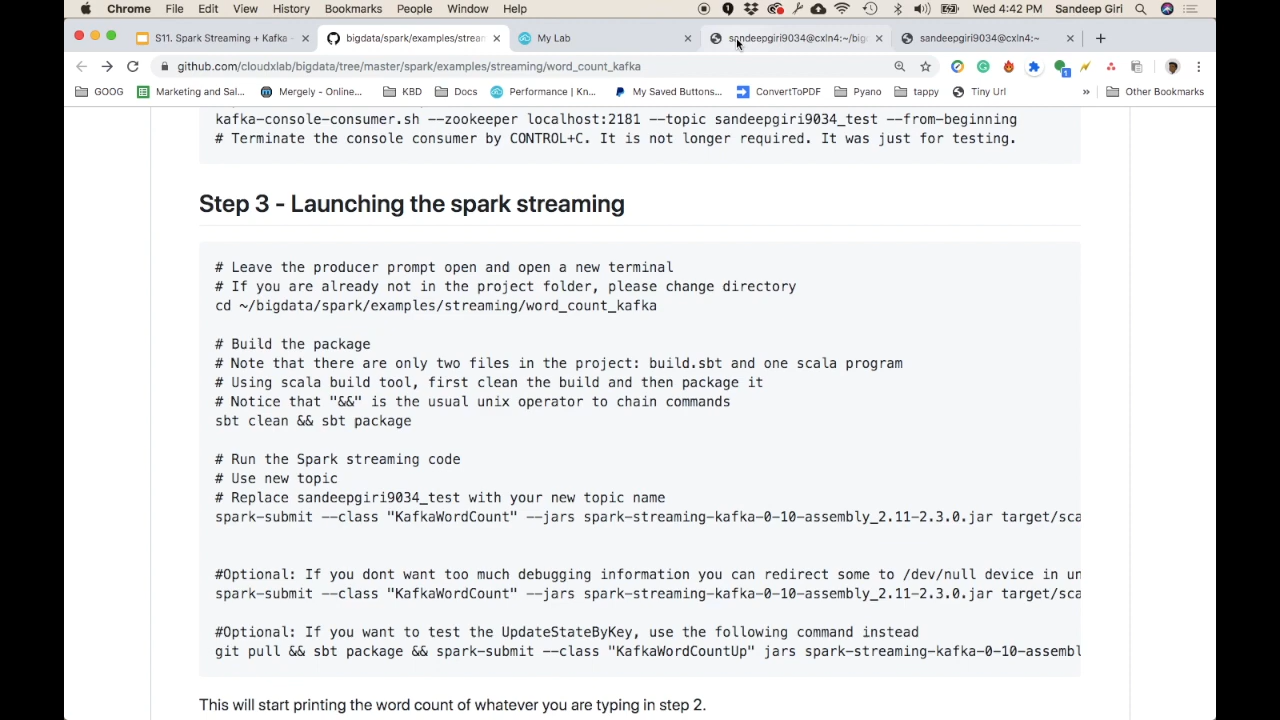 Chrome File Edit View History Bookmarks People Window Help Wed 4:42 PM Sandeep Giri
S11. Spark Streaming + Kafka - bigdata/spark/examples/strean My Lab sandeepgiri9034@cxln4:~/big sandeepgiri9034@cxln4:~
github.com/cloudxlab/bigdata/tree/master/spark/examples/streaming/word_count_kafka
GOOG Marketing and Sal... Mergely - Online... KBD Docs Performance | Kn... My Saved Buttons... ConvertToPDF Pyano tappy Tiny Url » Other Bookmarks
kafka-console-consumer.sh --zookeeper localhost:2181 --topic sandeepgiri9034_test --from-beginning
# Terminate the console consumer by CONTROL+C. It is not longer required. It was just for testing.
Step 3 - Launching the spark streaming
# Leave the producer prompt open and open a new terminal
# If you are already not in the project folder, please change directory
cd ~/bigdata/spark/examples/streaming/word_count_kafka
# Build the package
# Note that there are only two files in the project: build.sbt and one scala program
# Using scala build tool, first clean the build and then package it
# Notice that "&&" is the usual unix operator to chain commands
sbt clean && sbt package
# Run the Spark streaming code
# Use new topic
# Replace sandeepgiri9034_test with your new topic name
spark-submit --class "KafkaWordCount" --jars spark-streaming-kafka-0-10-assembly_2.11-2.3.0.jar target/sca
#Optional: If you dont want too much debugging information you can redirect some to /dev/null device in un
spark-submit --class "KafkaWordCount" --jars spark-streaming-kafka-0-10-assembly_2.11-2.3.0.jar target/sca
#Optional: If you want to test the UpdateStateByKey, use the following command instead
git pull && sbt package && spark-submit --class "KafkaWordCountUp" jars spark-streaming-kafka-0-10-assembl
This will start printing the word count of whatever you are typing in step 2.